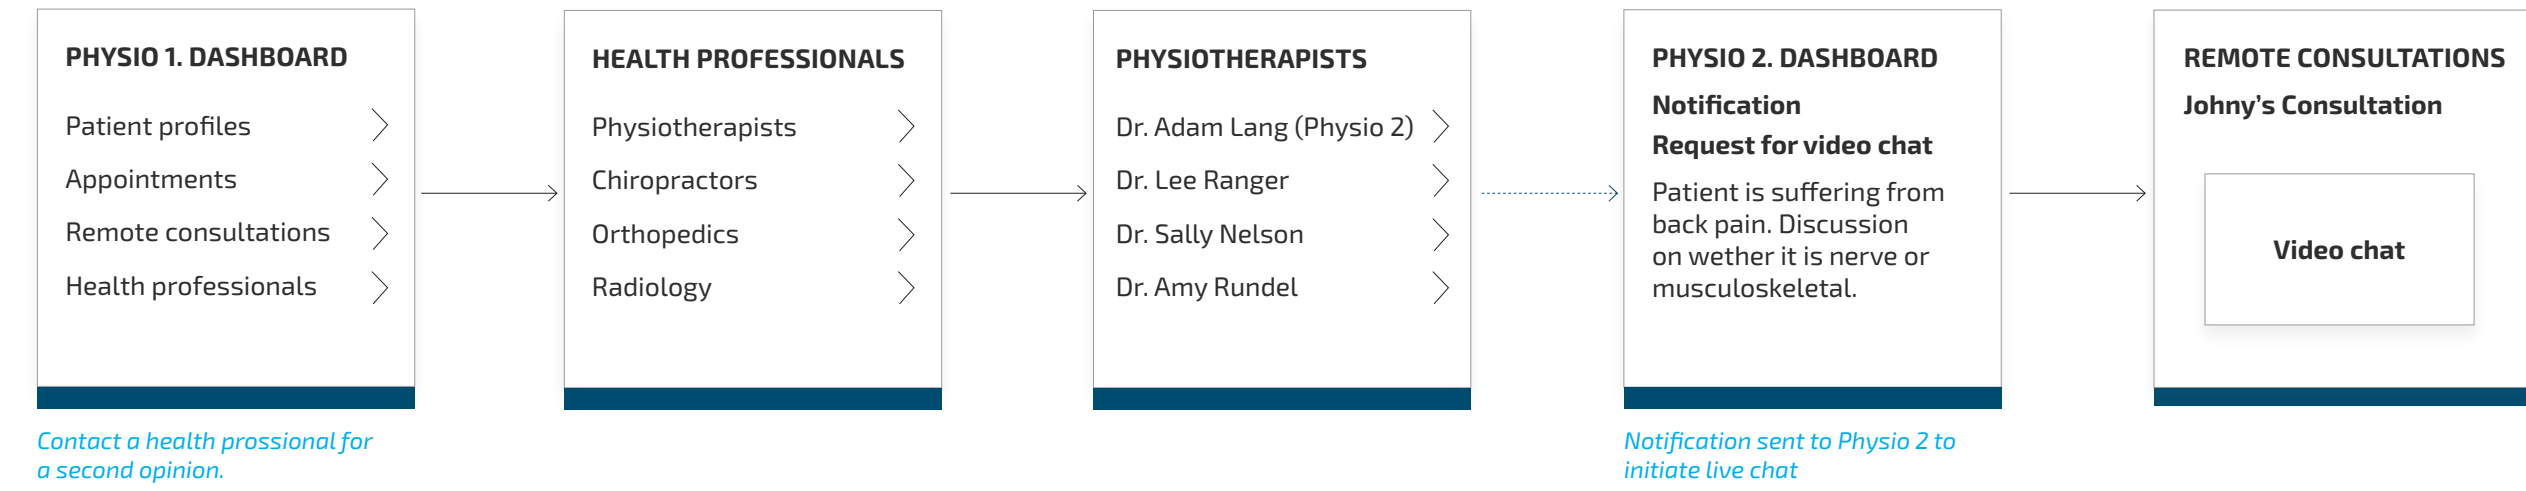 PHYSIO 1. DASHBOARD
Patient profiles
Appointments
Remote consultations
Health professionals
Contact a health prossional for
a second opinion.
HEALTH PROFESSIONALS
Physiotherapists
Chiropractors
Orthopedics
Radiology
PHYSIOTHERAPISTS
Dr. Adam Lang (Physio 2)
Dr. Lee Ranger
Dr. Sally Nelson
Dr. Amy Rundel
PHYSIO 2. DASHBOARD
Notification
Request for video chat
Patient is suffering from
back pain. Discussion
on wether it is nerve or
musculoskeletal.
Notification sent to Physio 2 to
initiate live chat
REMOTE CONSULTATIONS
Johny’s Consultation
Video chat